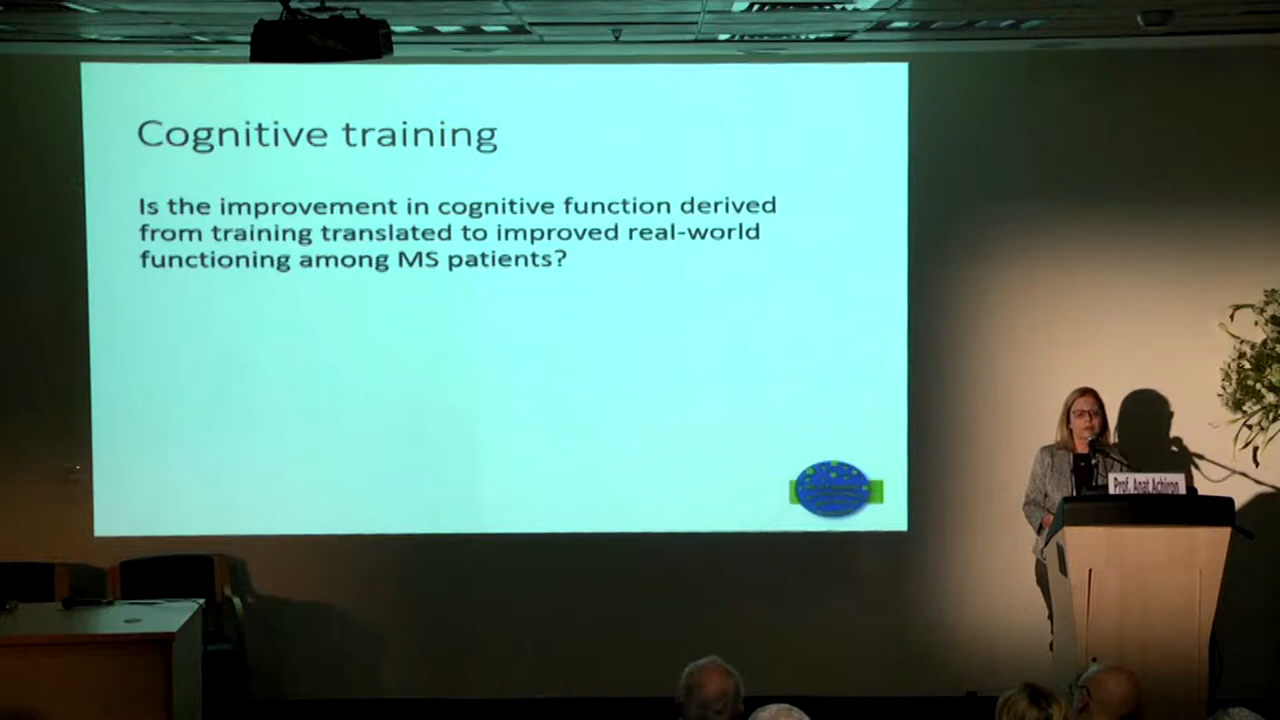 Cognitive training
Is the improvement in cognitive function derived
from training translated to improved real-world
functioning among MS patients?
Prof. Anat Achiron